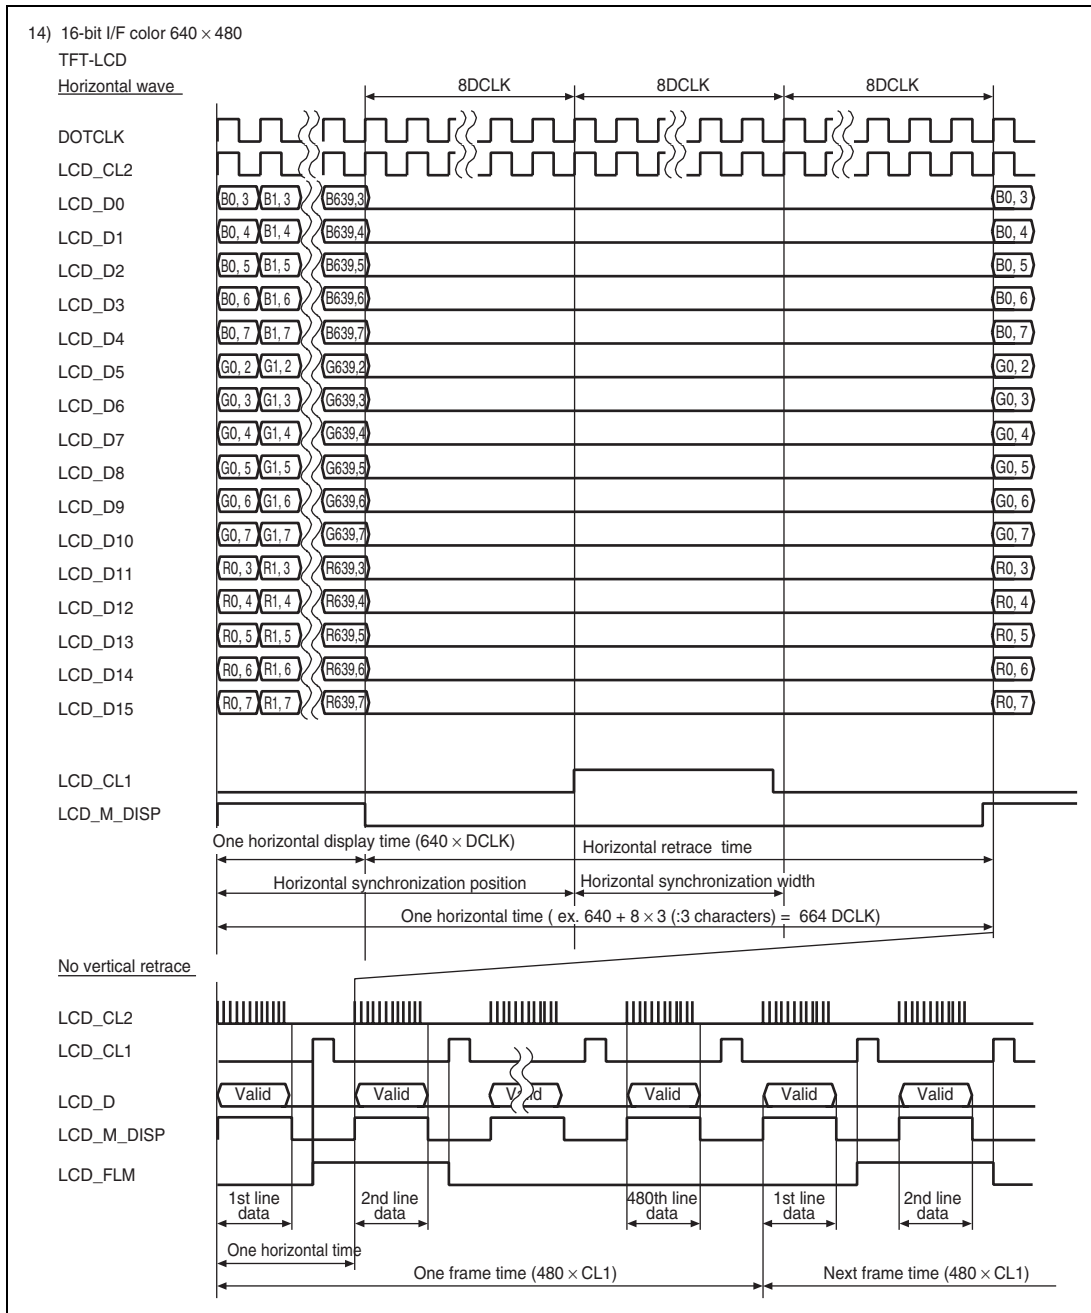 14) 16-bit I/F color 640 × 480
TFT-LCD
Horizontal wave
8DCLK 8DCLK 8DCLK
DOTCLK
LCD_CL2
LCD_D0 B0, 3 B1, 3 B639,3 B0, 3
LCD_D1 B0, 4 B1, 4 B639,4 B0, 4
LCD_D2 B0, 5 B1, 5 B639,5 B0, 5
LCD_D3 B0, 6 B1, 6 B639,6 B0, 6
LCD_D4 B0, 7 B1, 7 B639,7 B0, 7
LCD_D5 G0, 2 G1, 2 G639,2 G0, 2
LCD_D6 G0, 3 G1, 3 G639,3 G0, 3
LCD_D7 G0, 4 G1, 4 G639,4 G0, 4
LCD_D8 G0, 5 G1, 5 G639,5 G0, 5
LCD_D9 G0, 6 G1, 6 G639,6 G0, 6
LCD_D10 G0, 7 G1, 7 G639,7 G0, 7
LCD_D11 R0, 3 R1, 3 R639,3 R0, 3
LCD_D12 R0, 4 R1, 4 R639,4 R0, 4
LCD_D13 R0, 5 R1, 5 R639,5 R0, 5
LCD_D14 R0, 6 R1, 6 R639,6 R0, 6
LCD_D15 R0, 7 R1, 7 R639,7 R0, 7
LCD_CL1
LCD_M_DISP
One horizontal display time (640 × DCLK) Horizontal retrace time
Horizontal synchronization position Horizontal synchronization width
One horizontal time ( ex. 640 + 8 × 3 (:3 characters) = 664 DCLK)
No vertical retrace
LCD_CL2
LCD_CL1
LCD_D Valid Valid Valid Valid Valid Valid
LCD_M_DISP
LCD_FLM
1st line data 2nd line data 480th line data 1st line data 2nd line data
One horizontal time
One frame time (480 × CL1) Next frame time (480 × CL1)